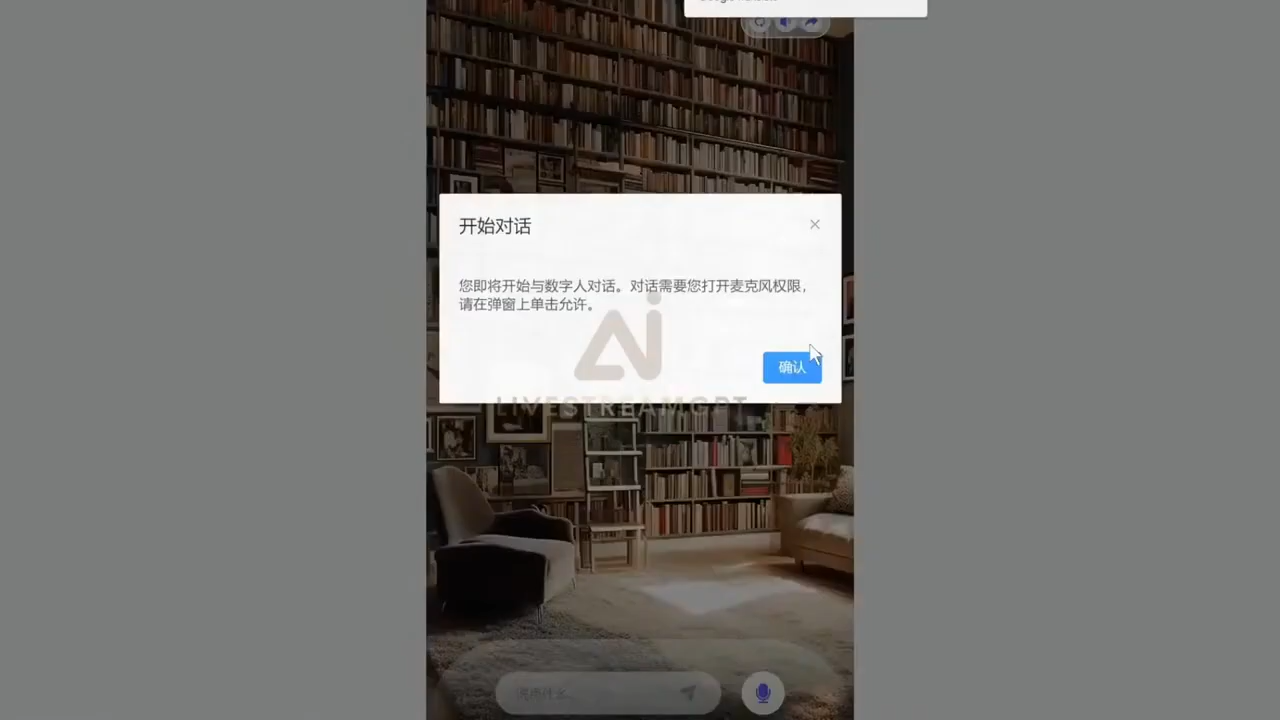 开始对话
您即将开始与数字人对话。对话需要您打开麦克风权限，
请在弹窗上单击允许。
Ai
确认
LIVESTREAMGPT